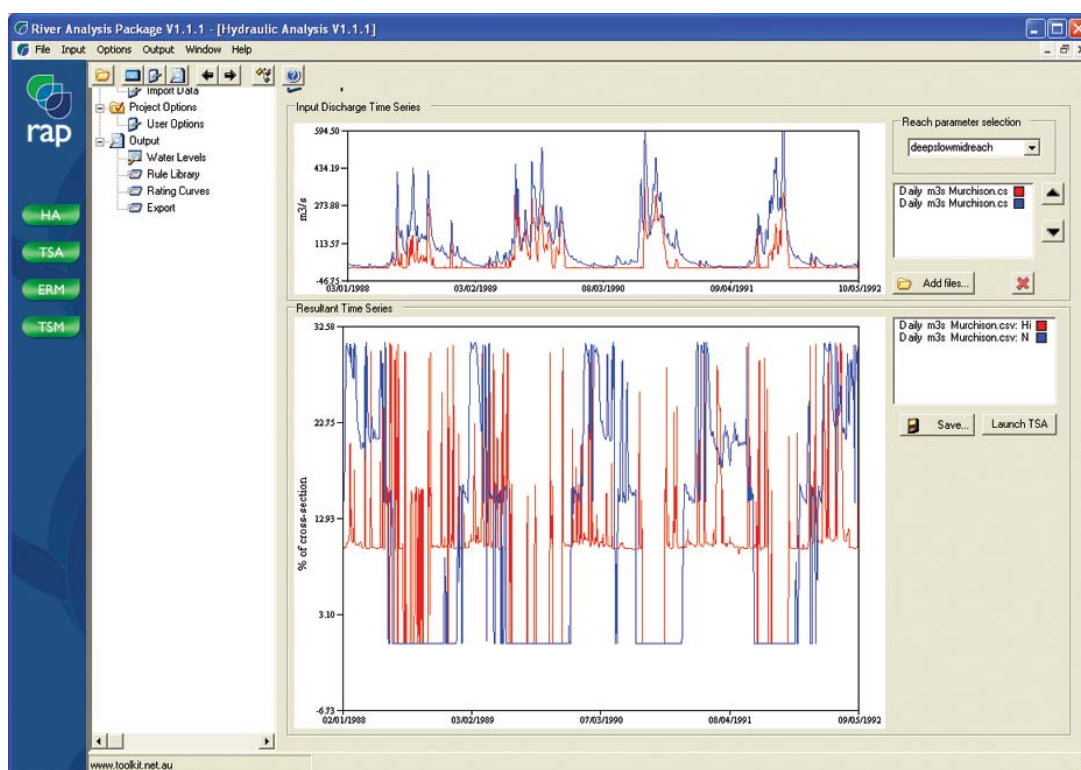 River Analysis Package V1.1.1 - [Hydraulic Analysis V1.1.1]
File Input Options Output Window Help
rap
HA
TSA
ERM
TSM
Import Data
Project Options
User Options
Output
Water Levels
Rule Library
Rating Curves
Export
Input Discharge Time Series
m3/s
594.50
434.19
273.88
113.57
-46.75
03/01/1988 03/02/1989 08/03/1990 09/04/1991 10/05/1992
Reach parameter selection
deepslowmidreach
Daily m3s Murchison.cs
Daily m3s Murchison.cs
Add files...
Resultant Time Series
% of cross-section
32.58
22.75
12.93
3.10
-6.73
02/01/1988 03/02/1989 07/03/1990 08/04/1991 09/05/1992
Daily m3s Murchison.csv: Hi
Daily m3s Murchison.csv: N
Save... Launch TSA
www.toolkit.net.au